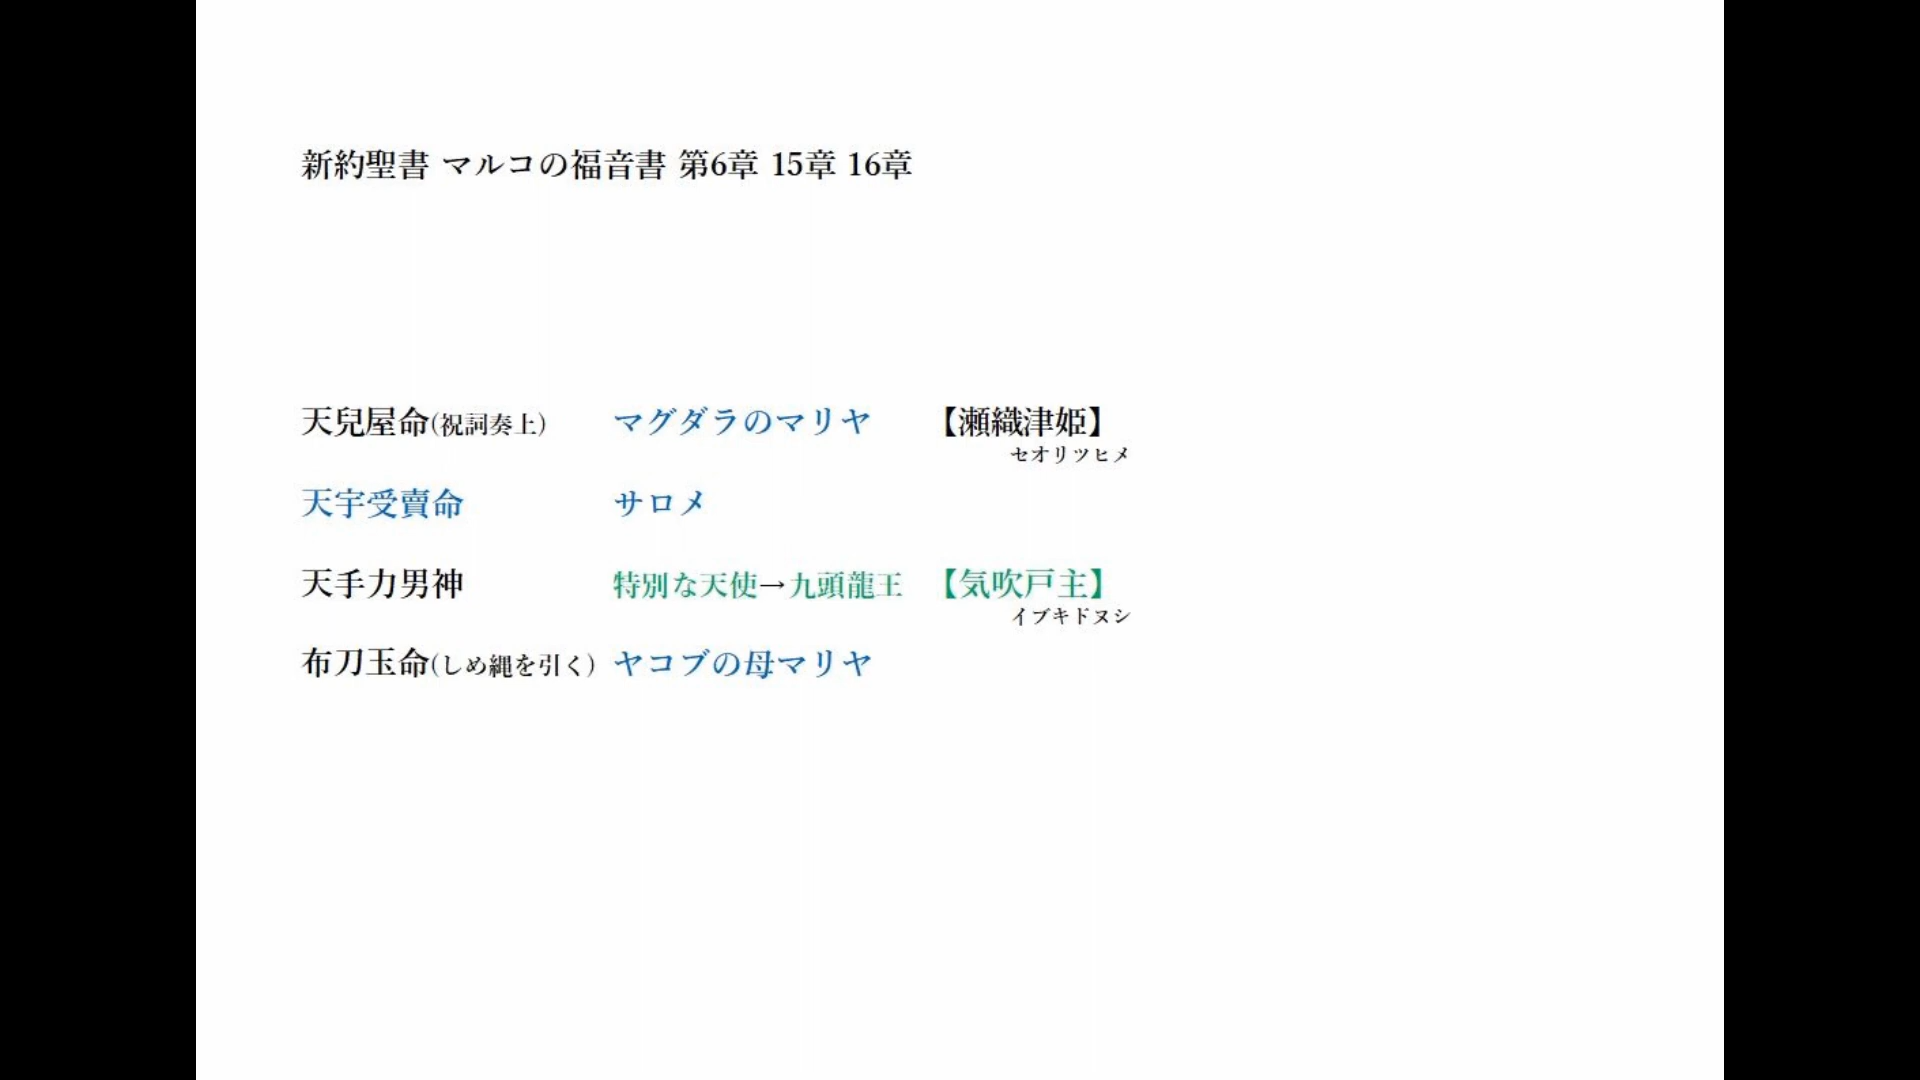 新約聖書 マルコの福音書 第6章 15章 16章
天兒屋命(祝詞奏上) マグダラのマリヤ 【瀬織津姫】
セオリツヒメ
天宇受賣命 サロメ
天手力男神 特別な天使→九頭龍王 【気吹戸主】
イブキドヌシ
布刀玉命(しめ縄を引く) ヤコブの母マリヤ